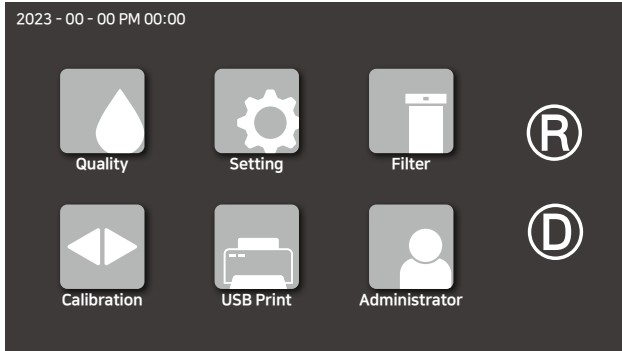 2023 - 00 - 00 PM 00:00
Quality
Setting
Filter
R
Calibration
USB Print
Administrator
D